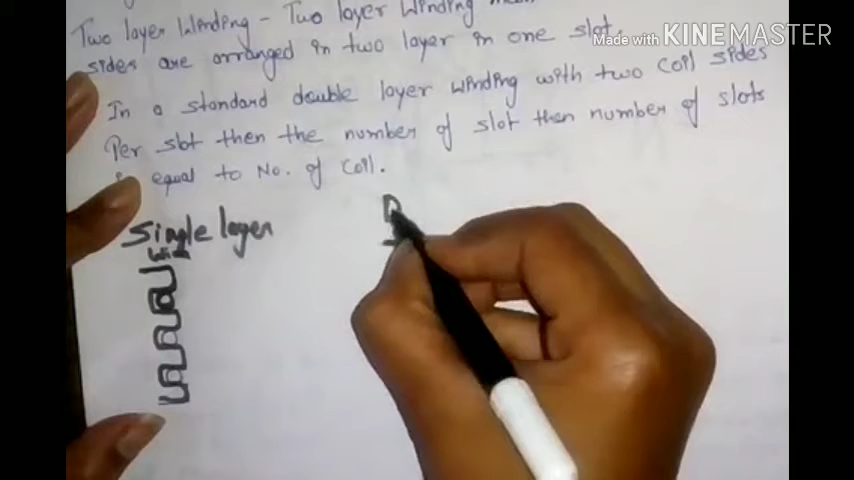 Two layer Winding - Two layer Winding mean
sides are arranged in two layer in one slot.
Made with KINEMASTER
In a standard double layer winding with two coil sides
Per slot then the number of slot then number of slots
equal to No. of Coil.
Single layer
D